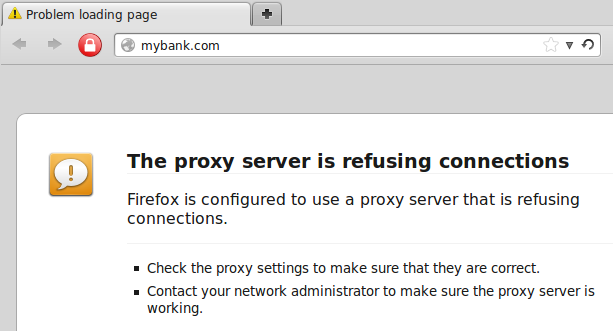 Problem loading page
mybank.com
The proxy server is refusing connections
Firefox is configured to use a proxy server that is refusing
connections.
Check the proxy settings to make sure that they are correct.
Contact your network administrator to make sure the proxy server is
working.